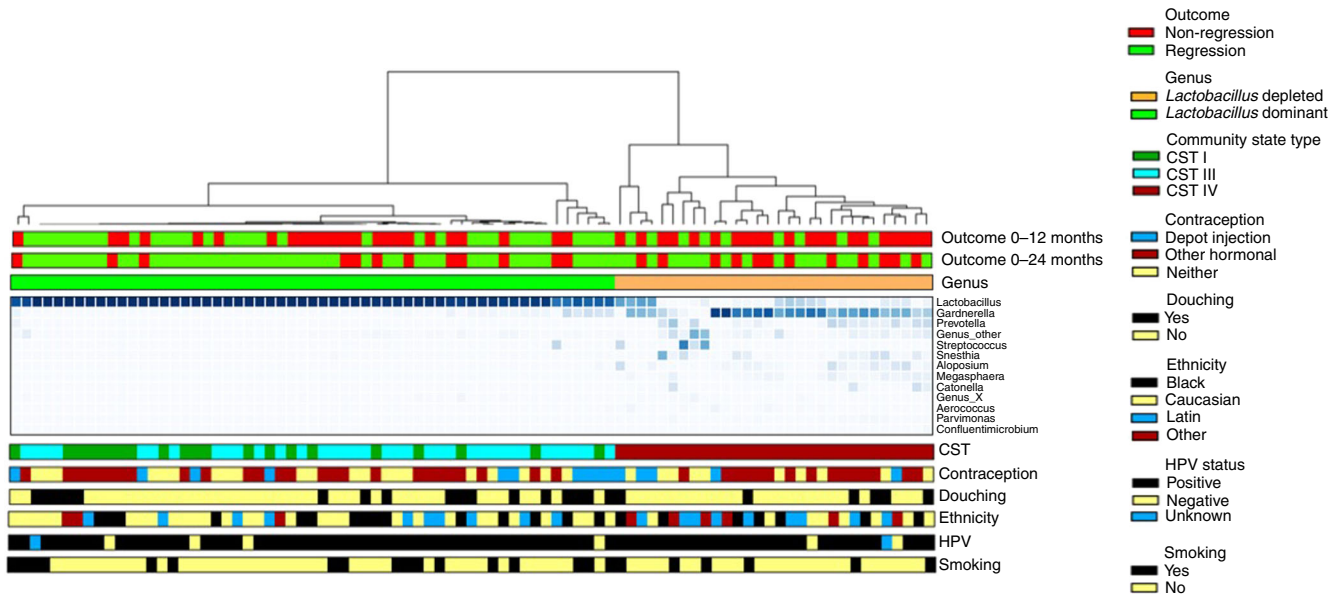 Outcome
Non-regression
Regression
Genus
Lactobacillus depleted
Lactobacillus dominant
Community state type
CST I
CST III
CST IV
Contraception
Depot injection
Other hormonal
Neither
Douching
Yes
No
Ethnicity
Black
Caucasian
Latin
Other
HPV status
Positive
Negative
Unknown
Smoking
Yes
No
Outcome 0–12 months
Outcome 0–24 months
Genus
Lactobacillus
Gardnerella
Prevotella
Genus_other
Streptococcus
Snesthia
Aloposium
Megasphaera
Catonella
Genus_X
Aerococcus
Parvimonas
Confluentimicrobium
CST
Contraception
Douching
Ethnicity
HPV
Smoking